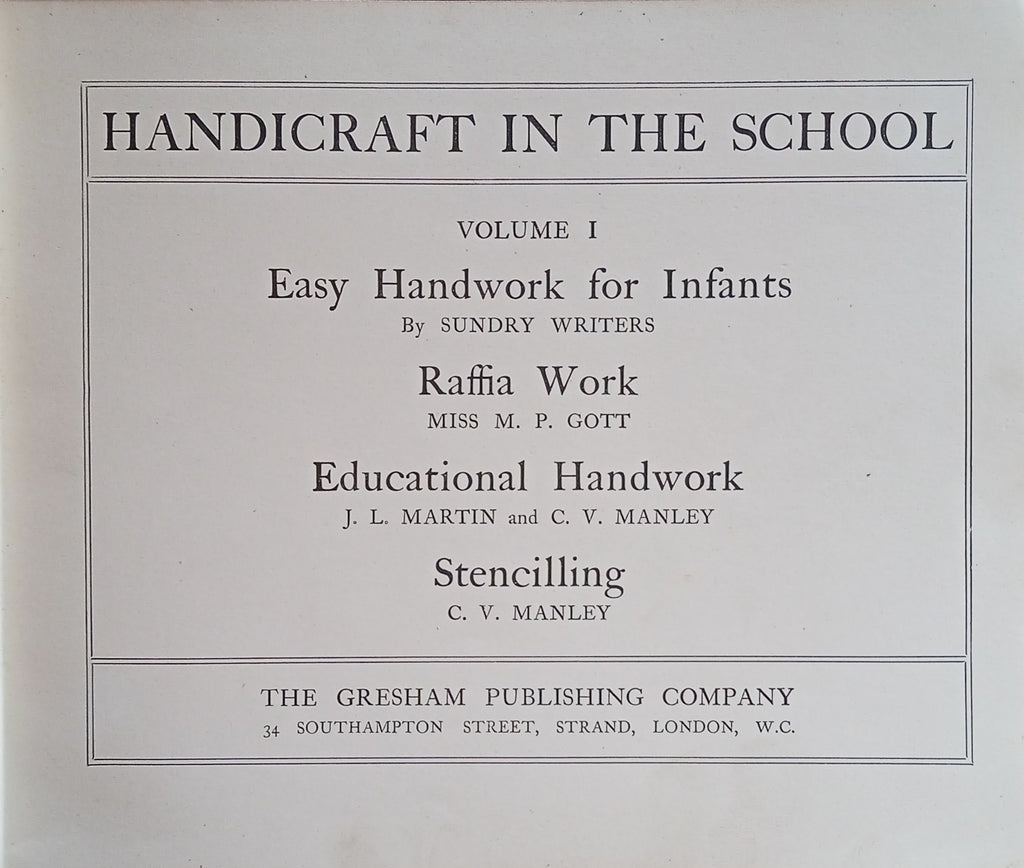 HANDICRAFT IN THE SCHOOL
VOLUME I
Easy Handwork for Infants
By SUNDRY WRITERS
Raffia Work
MISS M. P. GOTT
Educational Handwork
J. L. MARTIN and C. V. MANLEY
Stencilling
C. V. MANLEY
THE GRESHAM PUBLISHING COMPANY
34 SOUTHAMPTON STREET, STRAND, LONDON, W.C.